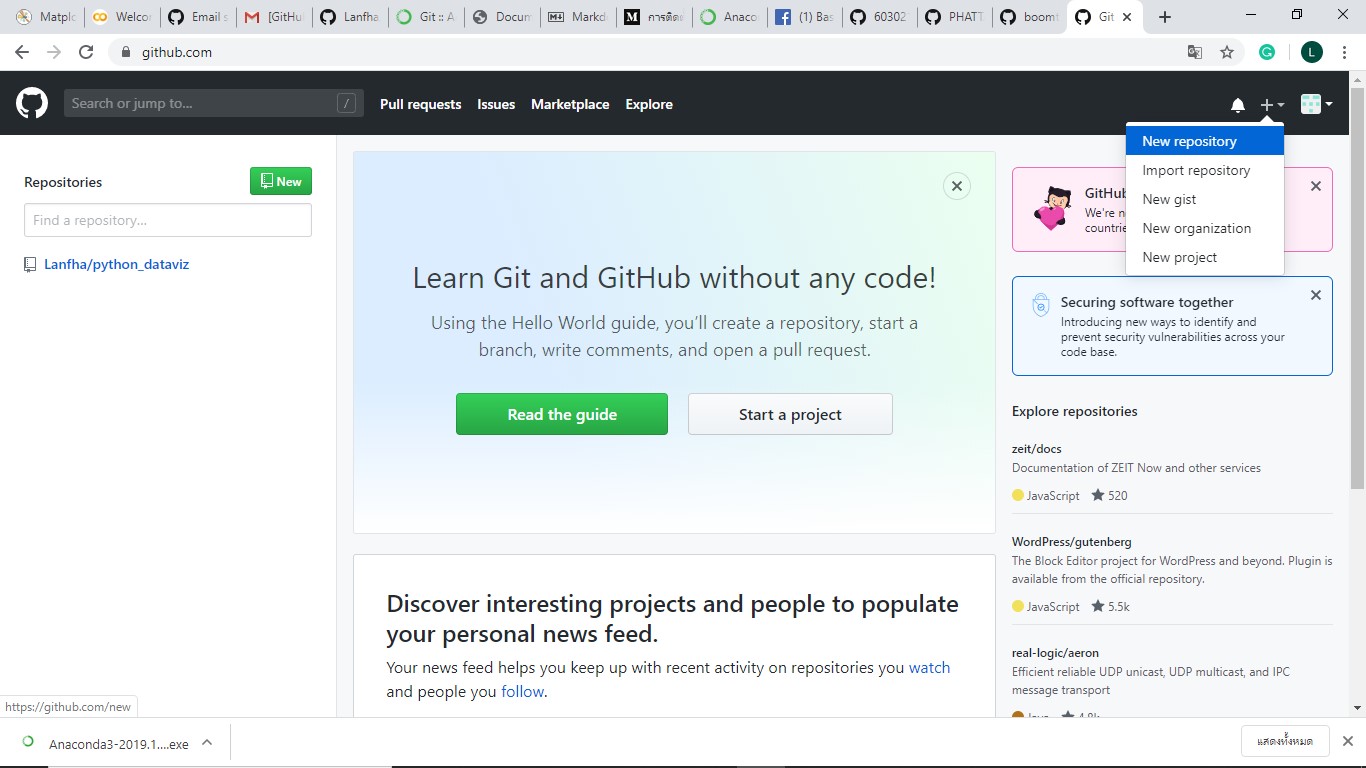 Matplo
Welcon
Email s
[GitHu
Lanfha
Git :: A
Docum
Markd
การติดต
Anaco
(1) Bas
60302
PHATT
boomt
Git
github.com
L
Search or jump to...
/
Pull requests
Issues
Marketplace
Explore
New repository
Import repository
New gist
New organization
New project
Repositories
New
Find a repository...
Lanfha/python_dataviz
Learn Git and GitHub without any code!
Using the Hello World guide, you’ll create a repository, start a
branch, write comments, and open a pull request.
Read the guide
Start a project
Discover interesting projects and people to populate
your personal news feed.
Your news feed helps you keep up with recent activity on repositories you watch
and people you follow.
GitHub
We're n
countrie
Securing software together
Introducing new ways to identify and
prevent security vulnerabilities across your
code base.
Explore repositories
zeit/docs
Documentation of ZEIT Now and other services
JavaScript 520
WordPress/gutenberg
The Block Editor project for WordPress and beyond. Plugin is
available from the official repository.
JavaScript 5.5k
real-logic/aeron
Efficient reliable UDP unicast, UDP multicast, and IPC
message transport
Java 4.8k
https://github.com/new
Anaconda3-2019.1....exe
แสดงทั้งหมด